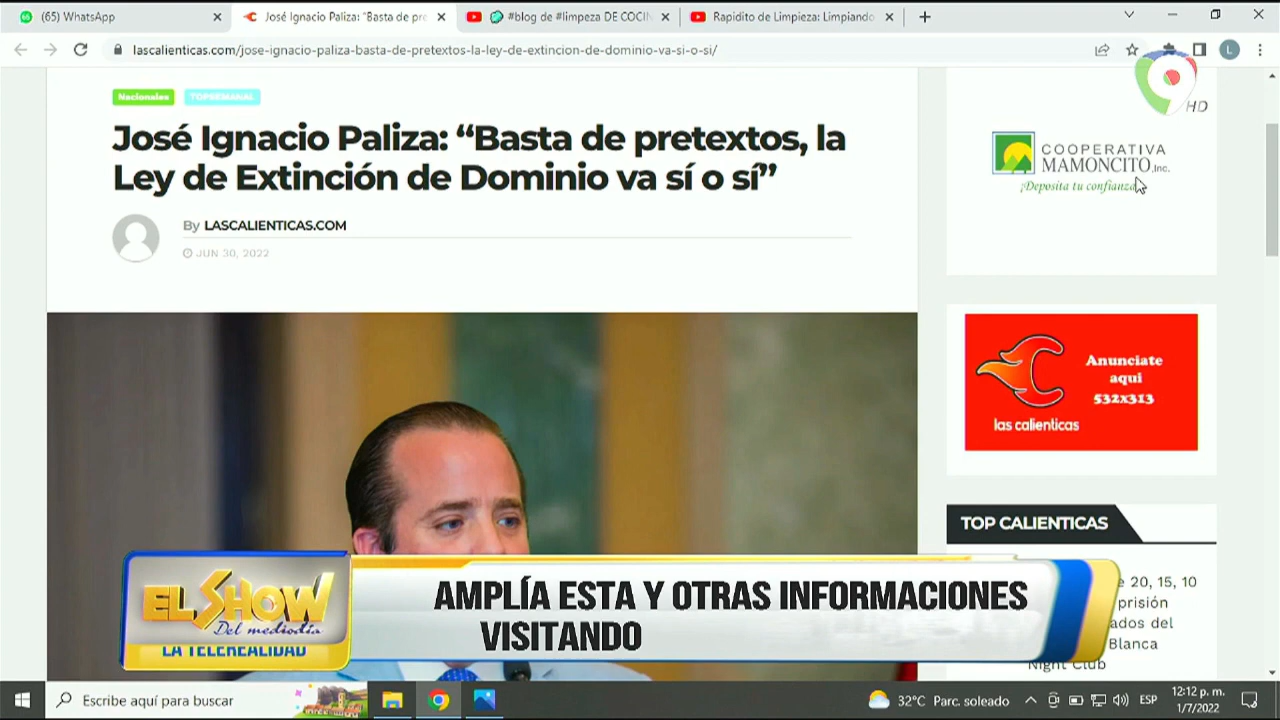 (65) WhatsApp
José Ignacio Paliza: "Basta de pre
#blog de #limpeza DE COCIN
Rapidito de Limpieza: Limpiando
lascalienticas.com/jose-ignacio-paliza-basta-de-pretextos-la-ley-de-extincion-de-dominio-va-si-o-si/
L
HD
Nacionales TOPSEMANAL
José Ignacio Paliza: “Basta de pretextos, la
Ley de Extinción de Dominio va sí o sí”
By LASCALIENTICAS.COM
JUN 30, 2022
COOPERATIVA
MAMONCITO, Inc.
¡Deposita tu confianza
Anunciate
aqui
532x313
las calienticas
TOP CALIENTICAS
e 20, 15, 10
prisión
ados del
Blanca
Night Club
EL SHOW
Del mediodía
LA TELEREALIDAD
AMPLÍA ESTA Y OTRAS INFORMACIONES
VISITANDO
Escribe aquí para buscar
32°C Parc. soleado
ESP
12:12 p. m.
1/7/2022